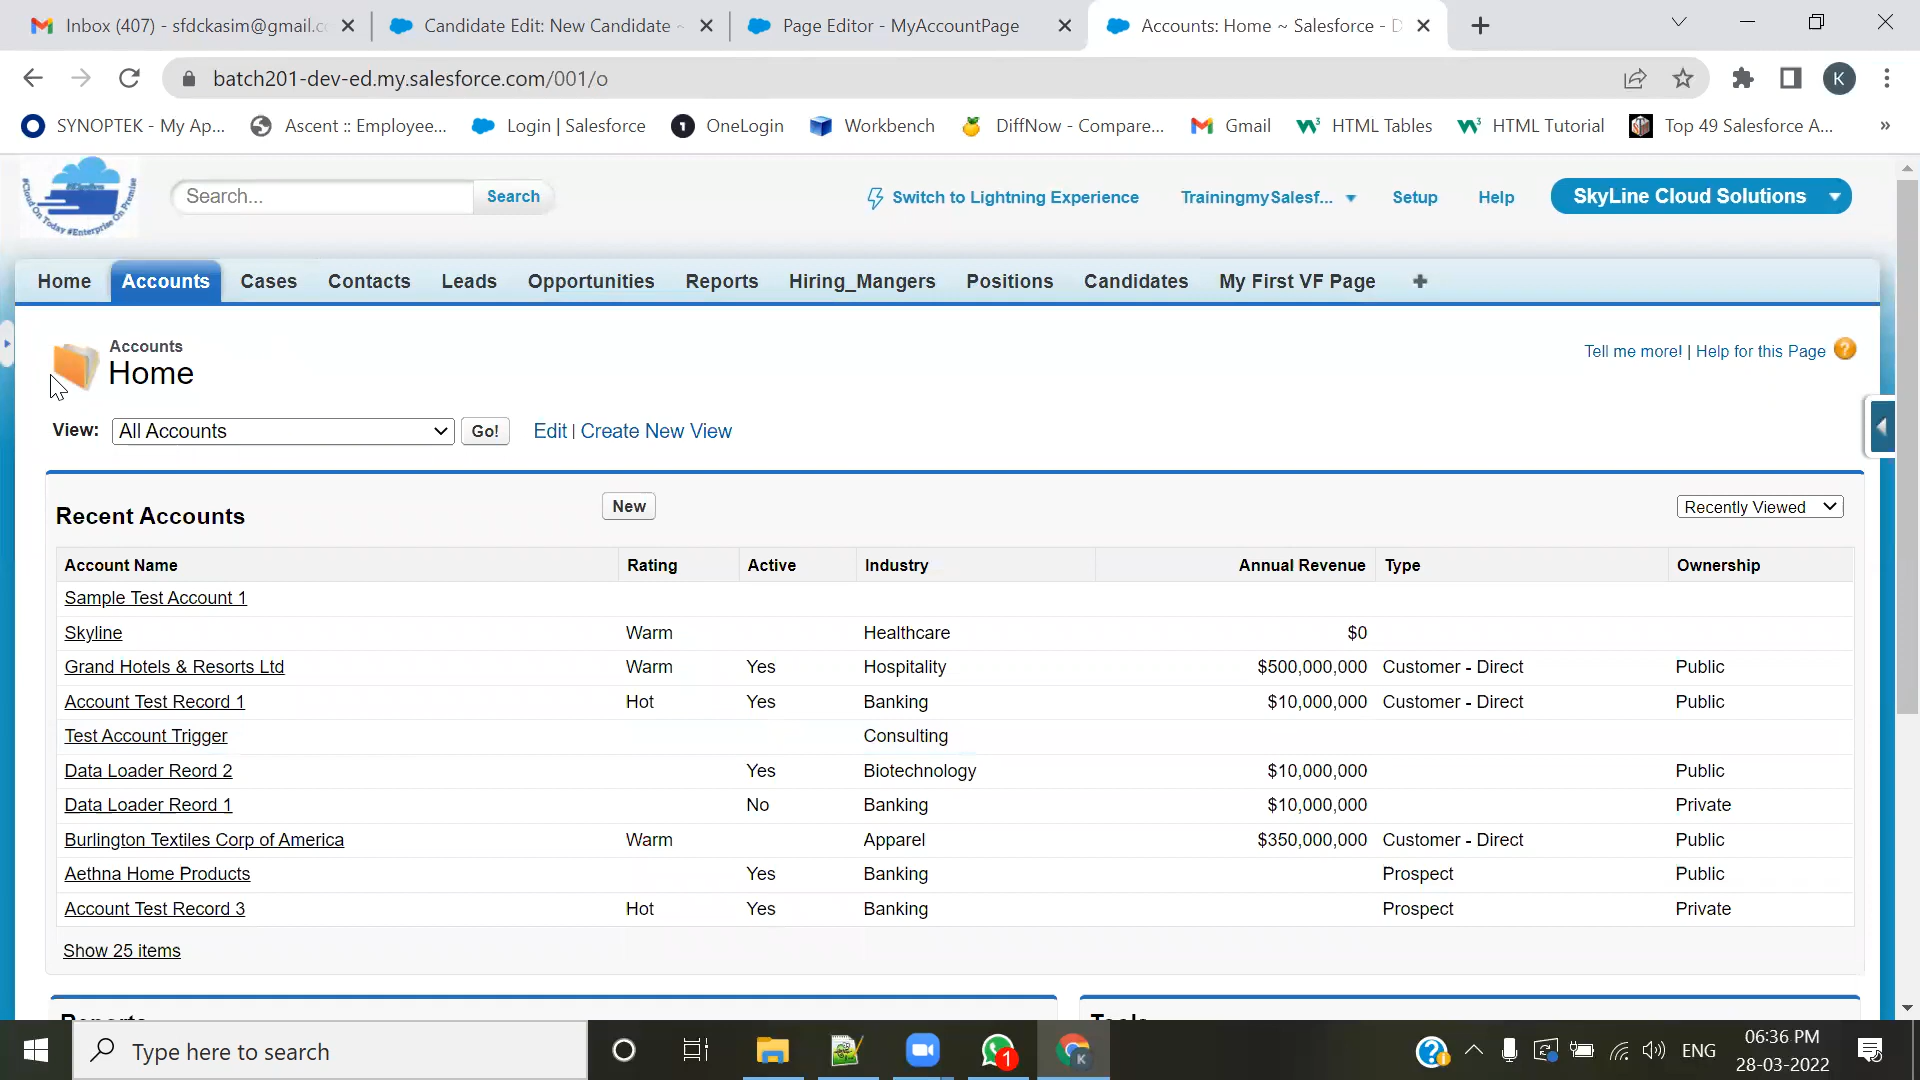 Inbox (407) - sfdckasim@gmail.c
Candidate Edit: New Candidate ~
Page Editor - MyAccountPage
Accounts: Home ~ Salesforce - D
batch201-dev-ed.my.salesforce.com/001/o
K
SYNOPTEK - My Ap...
Ascent :: Employee...
Login | Salesforce
OneLogin
Workbench
DiffNow - Compare...
Gmail
HTML Tables
HTML Tutorial
Top 49 Salesforce A...
»
Search...
Search
Switch to Lightning Experience
TrainingmySalesf...
Setup
Help
SkyLine Cloud Solutions
Home
Accounts
Cases
Contacts
Leads
Opportunities
Reports
Hiring_Mangers
Positions
Candidates
My First VF Page
Accounts
Home
Tell me more! | Help for this Page
View: All Accounts Go! Edit | Create New View
Recent Accounts
New
Recently Viewed
Account Name Rating Active Industry Annual Revenue Type Ownership
Sample Test Account 1
Skyline Warm Healthcare $0
Grand Hotels & Resorts Ltd Warm Yes Hospitality $500,000,000 Customer - Direct Public
Account Test Record 1 Hot Yes Banking $10,000,000 Customer - Direct Public
Test Account Trigger Consulting
Data Loader Reord 2 Yes Biotechnology $10,000,000 Public
Data Loader Reord 1 No Banking $10,000,000 Private
Burlington Textiles Corp of America Warm Apparel $350,000,000 Customer - Direct Public
Aethna Home Products Yes Banking Prospect Public
Account Test Record 3 Hot Yes Banking Prospect Private
Show 25 items
Reports
Tools
Type here to search
1
K
ENG
06:36 PM
28-03-2022